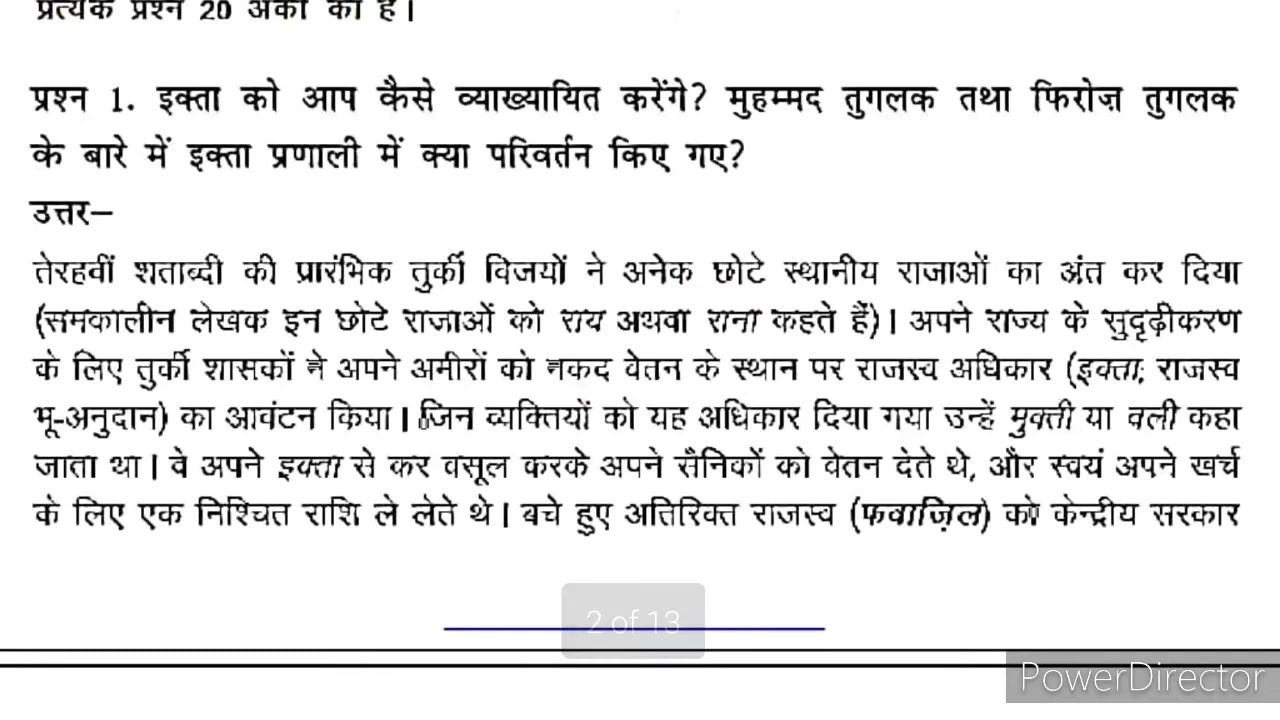 प्रत्येक प्रश्न 20 अंकों का है।
प्रश्न 1. इक्ता को आप कैसे व्याख्यायित करेंगे? मुहम्मद तुगलक तथा फिरोज़ तुगलक
के बारे में इक्ता प्रणाली में क्या परिवर्तन किए गए?
उत्तर–
तेरहवीं शताब्दी की प्रारंभिक तुर्की विजयों ने अनेक छोटे स्थानीय राजाओं का अंत कर दिया
(समकालीन लेखक इन छोटे राजाओं को राय अथवा राना कहते हैं)। अपने राज्य के सुदृढ़ीकरण
के लिए तुर्की शासकों ने अपने अमीरों को नकद वेतन के स्थान पर राजस्व अधिकार (इक्ता; राजस्व
भू-अनुदान) का आवंटन किया। जिन व्यक्तियों को यह अधिकार दिया गया उन्हें मुक्ती या वली कहा
जाता था। वे अपने इक्ता से कर वसूल करके अपने सैनिकों को वेतन देते थे, और स्वयं अपने खर्च
के लिए एक निश्चित राशि ले लेते थे। बचे हुए अतिरिक्त राजस्व (फवाज़िल) को केन्द्रीय सरकार
2 of 13
PowerDirector